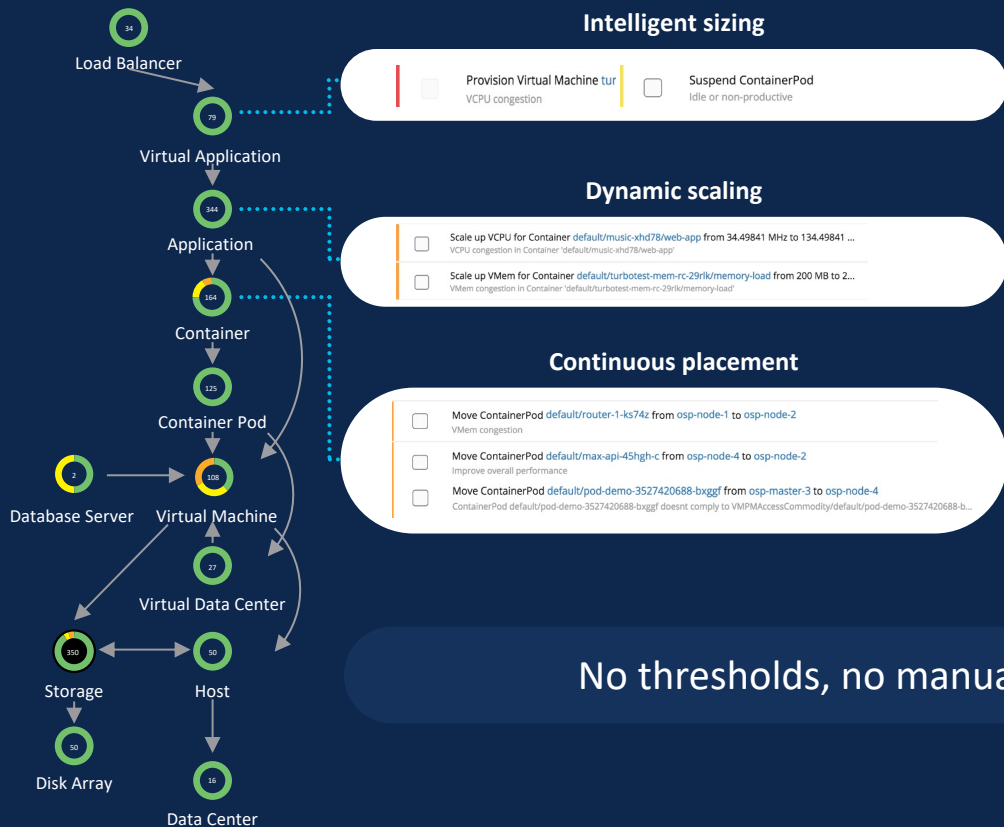 34
Load Balancer
79
Virtual Application
344
Application
164
Container
125
Container Pod
2
Database Server
108
Virtual Machine
27
Virtual Data Center
350
Storage
50
Host
50
Disk Array
16
Data Center
Intelligent sizing
Provision Virtual Machine tur
VCPU congestion
Suspend ContainerPod
Idle or non-productive
Dynamic scaling
Scale up VCPU for Container default/music-xhd78/web-app from 34.49841 MHz to 134.49841 ...
VCPU congestion in Container 'default/music-xhd78/web-app'
Scale up VMem for Container default/turbotest-mem-rc-29rlk/memory-load from 200 MB to 2...
VMem congestion in Container 'default/turbotest-mem-rc-29rlk/memory-load'
Continuous placement
Move ContainerPod default/router-1-ks74z from osp-node-1 to osp-node-2
VMem congestion
Move ContainerPod default/max-api-45hgh-c from osp-node-4 to osp-node-2
Improve overall performance
Move ContainerPod default/pod-demo-3527420688-bxggf from osp-master-3 to osp-node-4
ContainerPod default/pod-demo-3527420688-bxggf doesnt comply to VMPMAccessCommodity/default/pod-demo-3527420688-b...
No thresholds, no manua